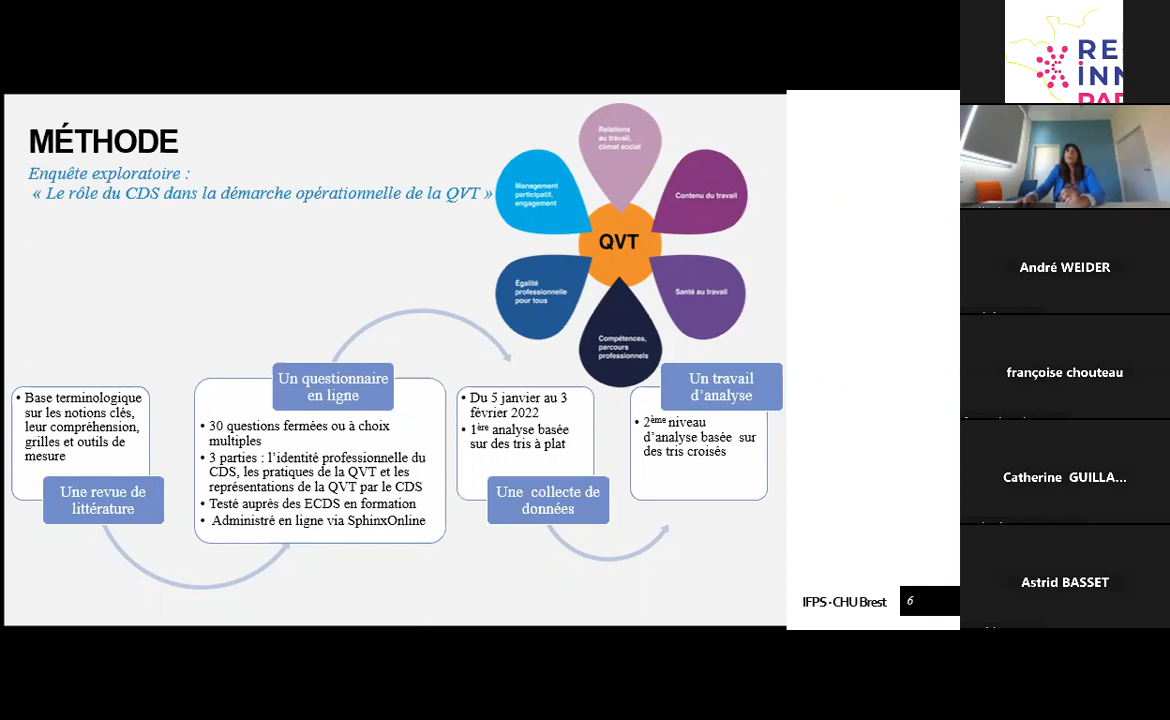 MÉTHODE
Enquête exploratoire :
« Le rôle du CDS dans la démarche opérationnelle de la QVT »
Relations
au travail,
climat social
Management
participatif,
engagement
Contenu du travail
QVT
Égalité
professionnelle
pour tous
Santé au travail
Compétences,
parcours
professionnels
• Base terminologique
sur les notions clés,
leur compréhension,
grilles et outils de
mesure
Une revue de
littérature
Un questionnaire
en ligne
• 30 questions fermées ou à choix
multiples
• 3 parties : l’identité professionnelle du
CDS, les pratiques de la QVT et les
représentations de la QVT par le CDS
• Testé auprès des ECDS en formation
• Administré en ligne via SphinxOnline
• Du 5 janvier au 3
février 2022
• 1ère analyse basée
sur des tris à plat
Une collecte de
données
Un travail
d’analyse
• 2ème niveau
d’analyse basée sur
des tris croisés
IFPS - CHU Brest
6
RE
INN
PAR
André WEIDER
françoise chouteau
Catherine GUILLA...
Astrid BASSET